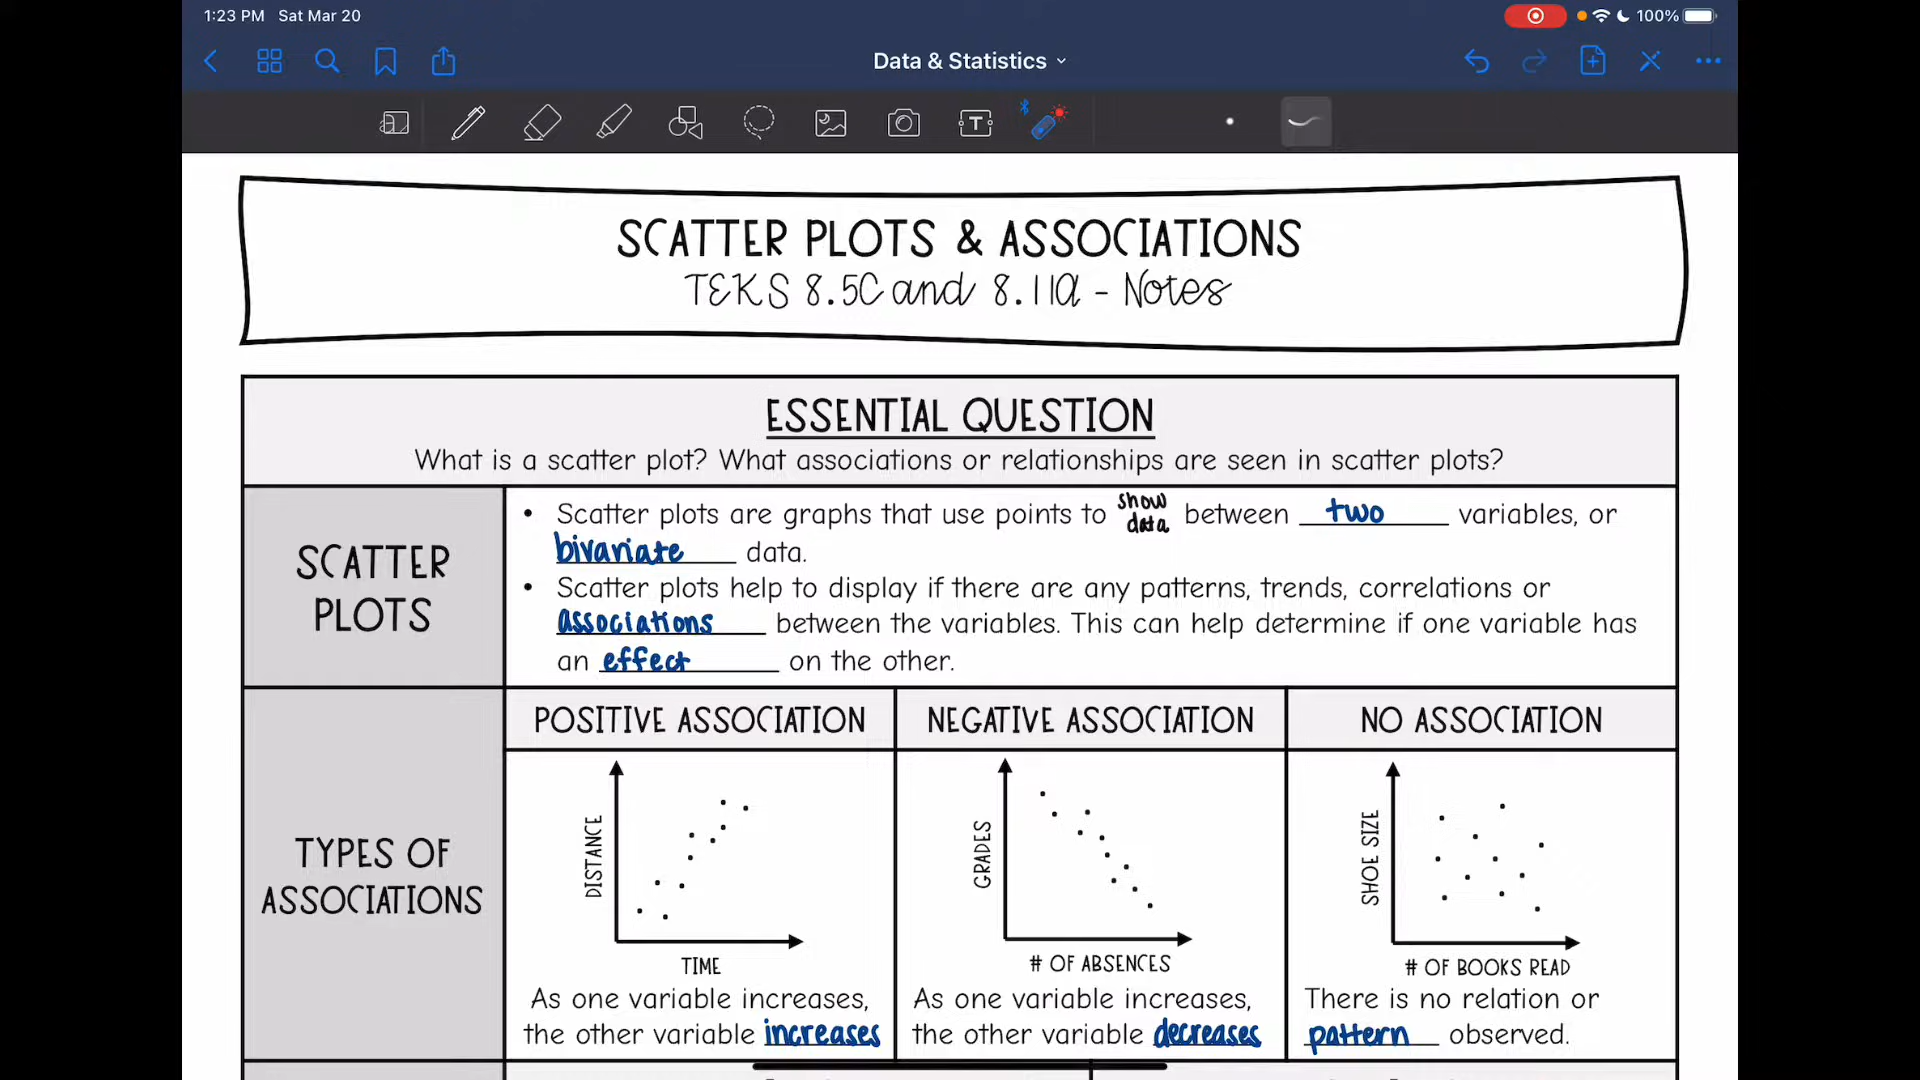 1:23 PM Sat Mar 20
100%
Data & Statistics
T
SCATTER PLOTS & ASSOCIATIONS
TEKS 8.5C and 8.11a - Notes
ESSENTIAL QUESTION
What is a scatter plot? What associations or relationships are seen in scatter plots?
SCATTER
PLOTS
• Scatter plots are graphs that use points to show data between two variables, or
bivariate data.
• Scatter plots help to display if there are any patterns, trends, correlations or
associations between the variables. This can help determine if one variable has
an effect on the other.
TYPES OF
ASSOCIATIONS
POSITIVE ASSOCIATION
DISTANCE
TIME
As one variable increases,
the other variable increases
NEGATIVE ASSOCIATION
GRADES
# OF ABSENCES
As one variable increases,
the other variable decreases
NO ASSOCIATION
SHOE SIZE
# OF BOOKS READ
There is no relation or
pattern observed.